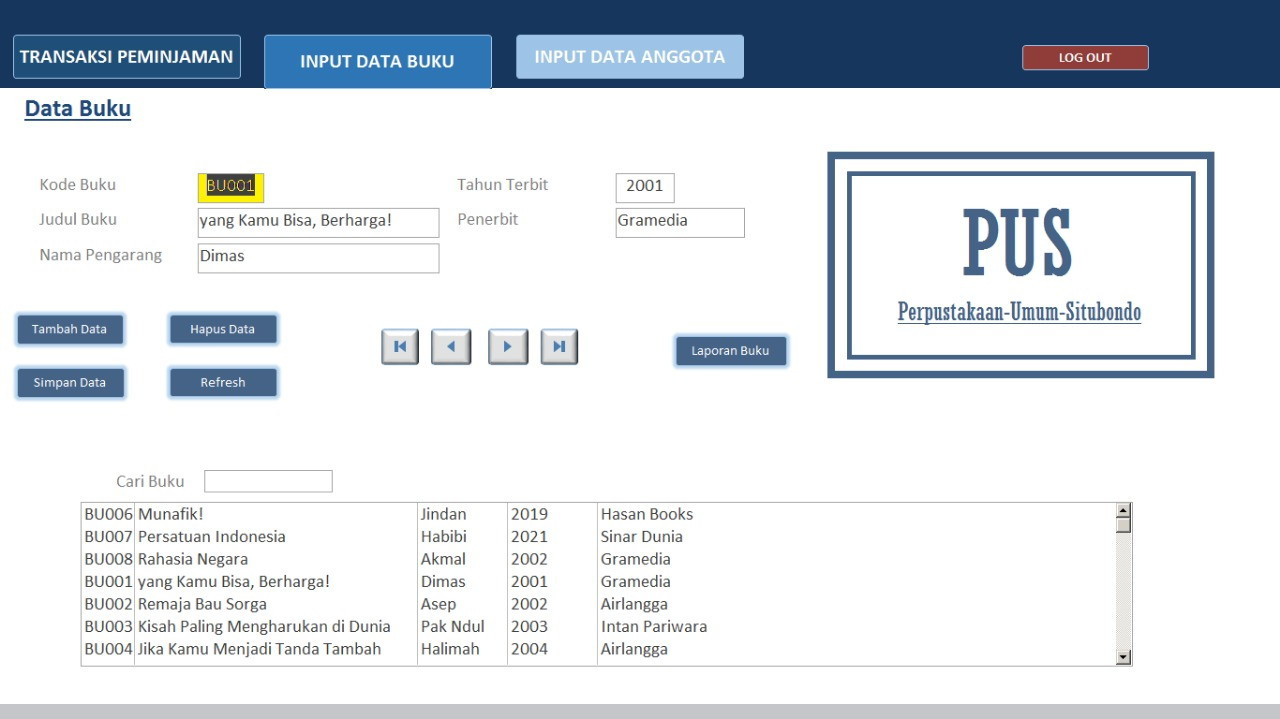 TRANSAKSI PEMINJAMAN
INPUT DATA BUKU
INPUT DATA ANGGOTA
LOG OUT
Data Buku
Kode Buku BU001
Tahun Terbit 2001
Judul Buku yang Kamu Bisa, Berharga!
Penerbit Gramedia
Nama Pengarang Dimas
PUS
Perpustakaan-Umum-Situbondo
Tambah Data
Hapus Data
Laporan Buku
Simpan Data
Refresh
Cari Buku
BU006 Munafik! Jindan 2019 Hasan Books
BU007 Persatuan Indonesia Habibi 2021 Sinar Dunia
BU008 Rahasia Negara Akmal 2002 Gramedia
BU001 yang Kamu Bisa, Berharga! Dimas 2001 Gramedia
BU002 Remaja Bau Sorga Asep 2002 Airlangga
BU003 Kisah Paling Mengharukan di Dunia Pak Ndul 2003 Intan Pariwara
BU004 Jika Kamu Menjadi Tanda Tambah Halimah 2004 Airlangga